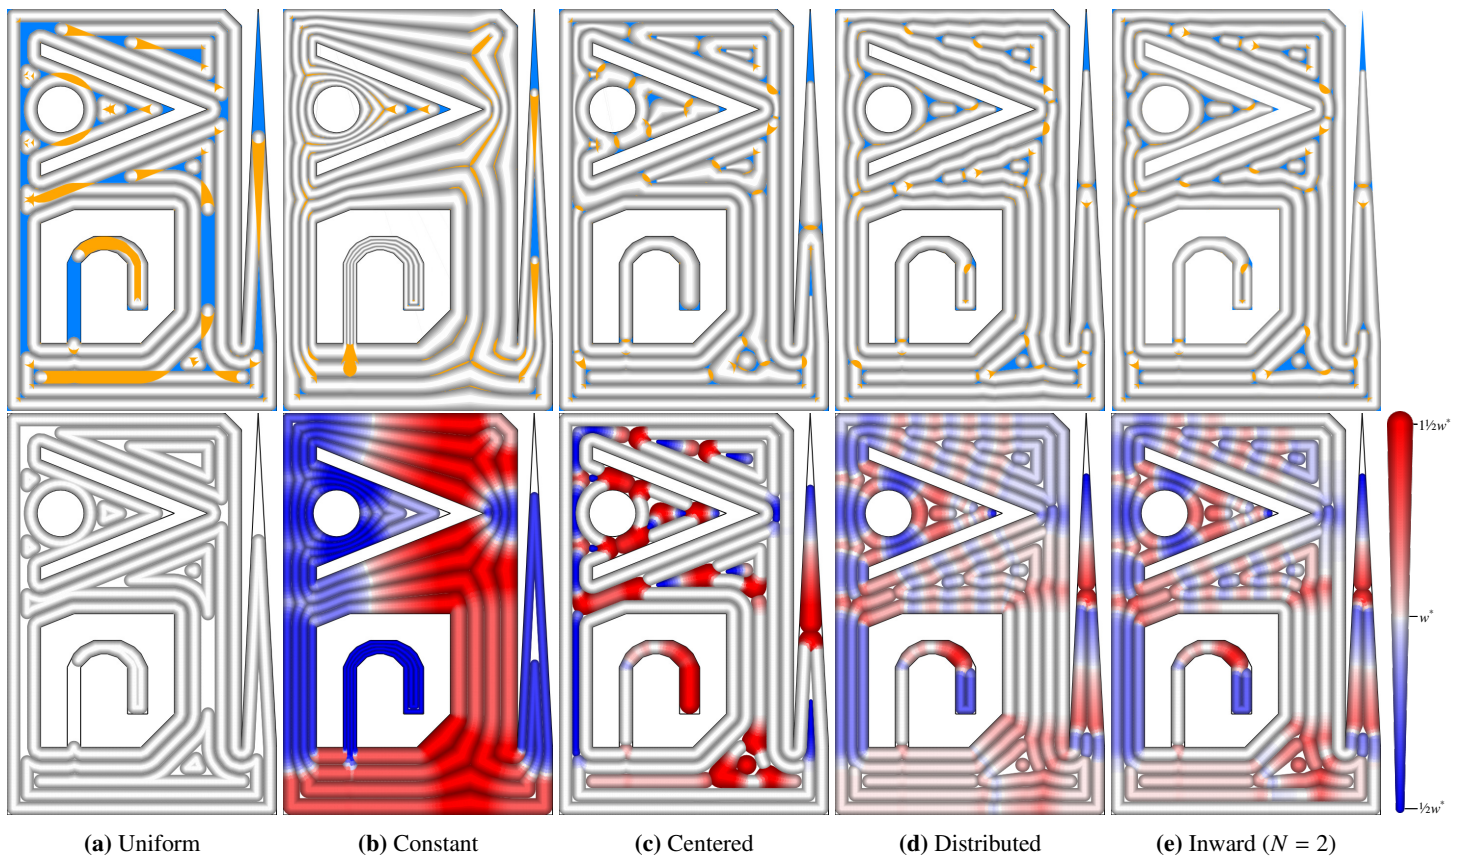 1½w*
w*
½w*
(a) Uniform
(b) Constant
(c) Centered
(d) Distributed
(e) Inward (N = 2)